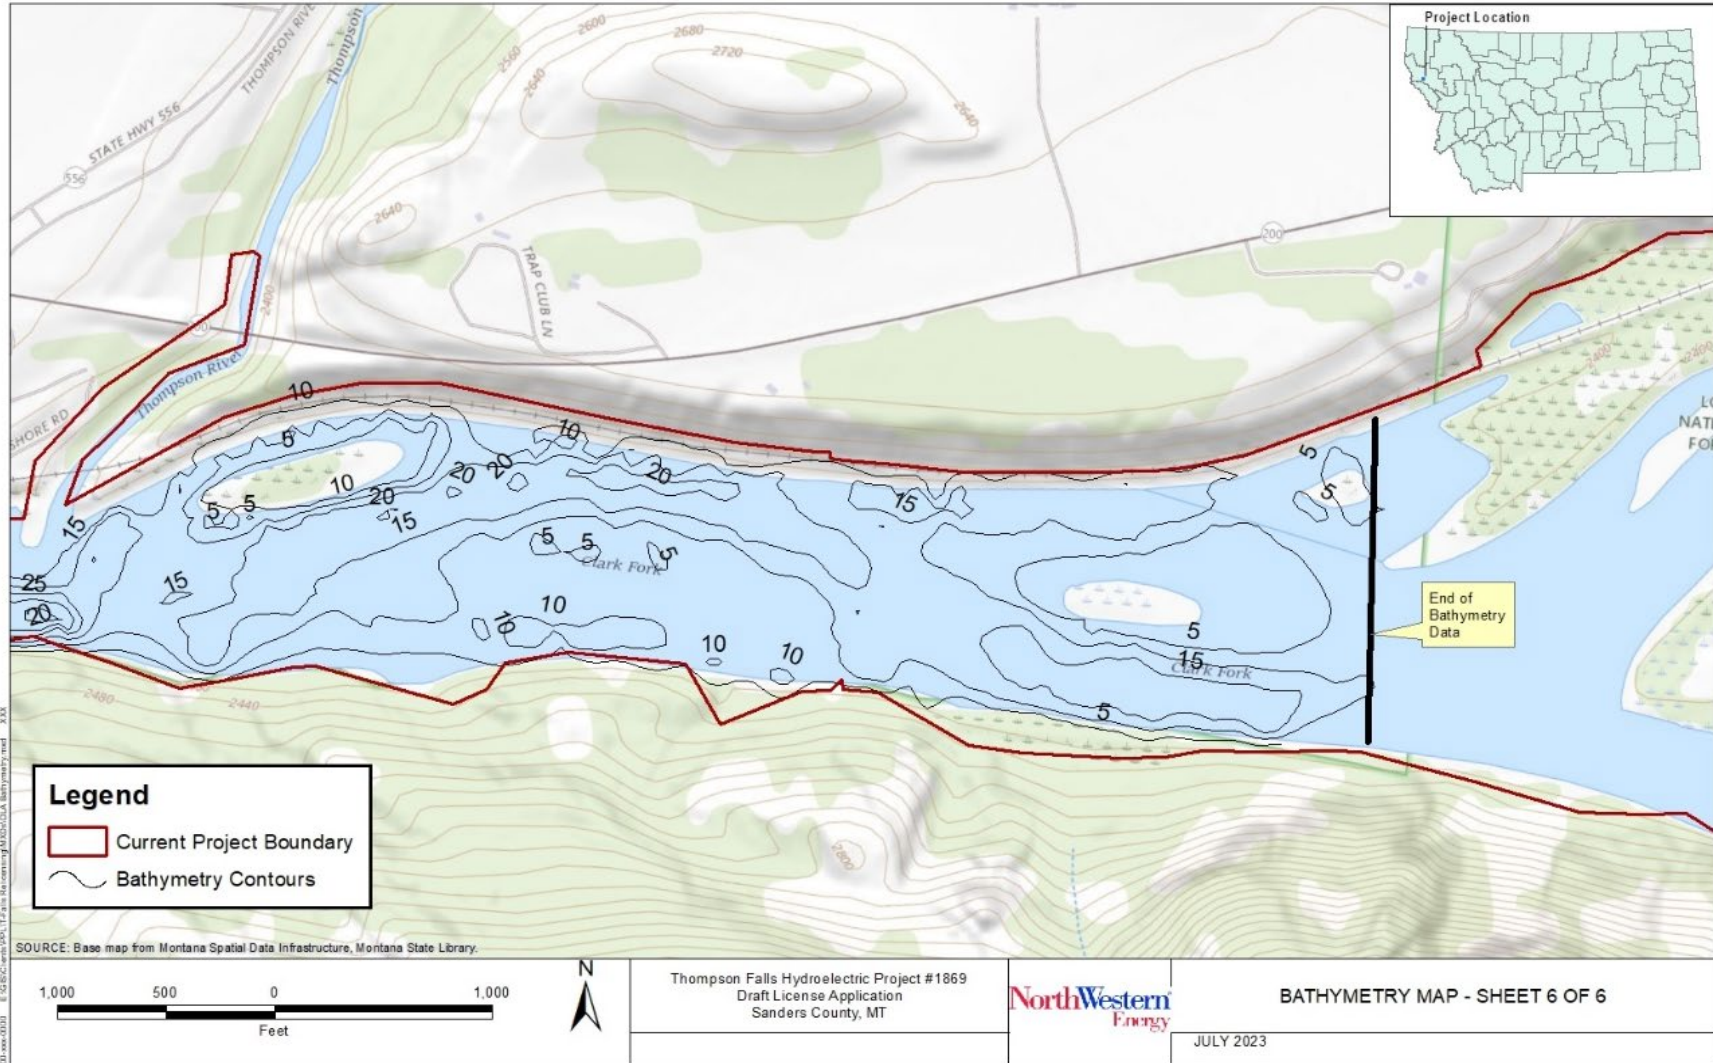 Project Location
2600
2680
2720
2560
2640
2640
2640
THOMPSON RIVER
Thompson
STATE HWY 556
556
200
TRAP CLUB LN
2400
Thompson River
SHORE RD
10
5
10
20
20
20
10
20
5
5
15
15
15
5
5
2400
2400
15
25
20
5
5
5
Clark Fork
10
10
10
10
5
15
Clark Fork
5
End of
Bathymetry
Data
2480
2440
2800
Legend
Current Project Boundary
Bathymetry Contours
SOURCE: Base map from Montana Spatial Data Infrastructure, Montana State Library.
1,000 500 0 1,000
Feet
N
Thompson Falls Hydroelectric Project #1869
Draft License Application
Sanders County, MT
NorthWestern
Energy
BATHYMETRY MAP - SHEET 6 OF 6
JULY 2023